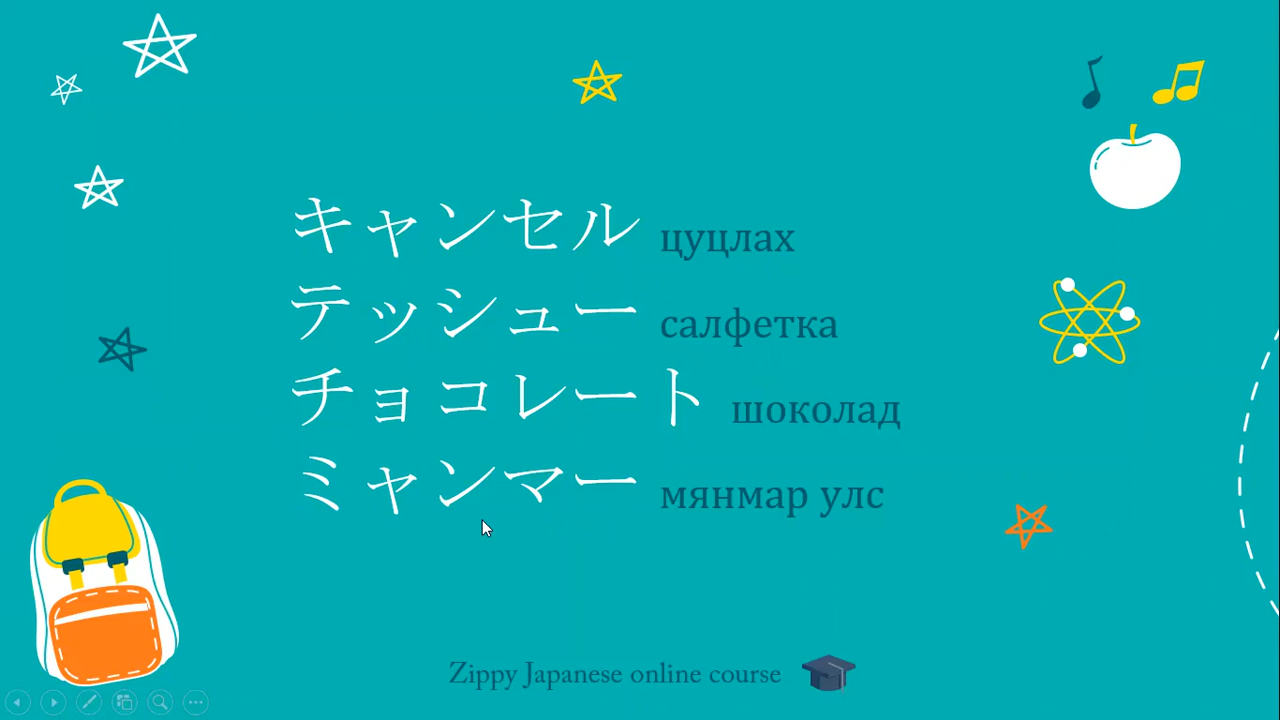 キャンセル цуцлах
テッシュー салфетка
チョコレート шоколад
ミャンマー мянмар улс
Zippy Japanese online course